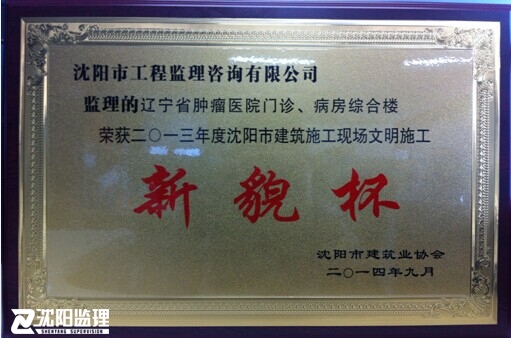 沈阳市工程监理咨询有限公司
监理的辽宁省肿瘤医院门诊、病房综合楼
荣获二〇一三年度沈阳市建筑施工现场文明施工
新貌杯
沈阳市建筑业协会
二〇一四年九月
沈阳监理
SHENYANG SUPERVISION